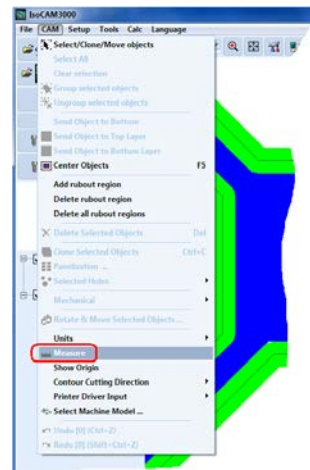 IsoCAM3000
File CAM Setup Tools Calc Language
Select/Clone/Move objects
Select All
Clear selection
Group selected objects
Ungroup selected objects
Send Object to Bottom
Send Object to Top Layer
Send Object to Bottom Layer
Center Objects F5
Add rubout region
Delete rubout region
Delete all rubout regions
Delete Selected Objects Del
Clone Selected Objects Ctrl+C
Panelization ...
Selected Holes
Mechanical
Rotate & Move Selected Objects ...
Units
Measure
Show Origin
Contour Cutting Direction
Printer Driver Input
Select Machine Model ...
Undo [0] (Ctrl-Z)
Redo [0] (Shift+Ctrl-Z)